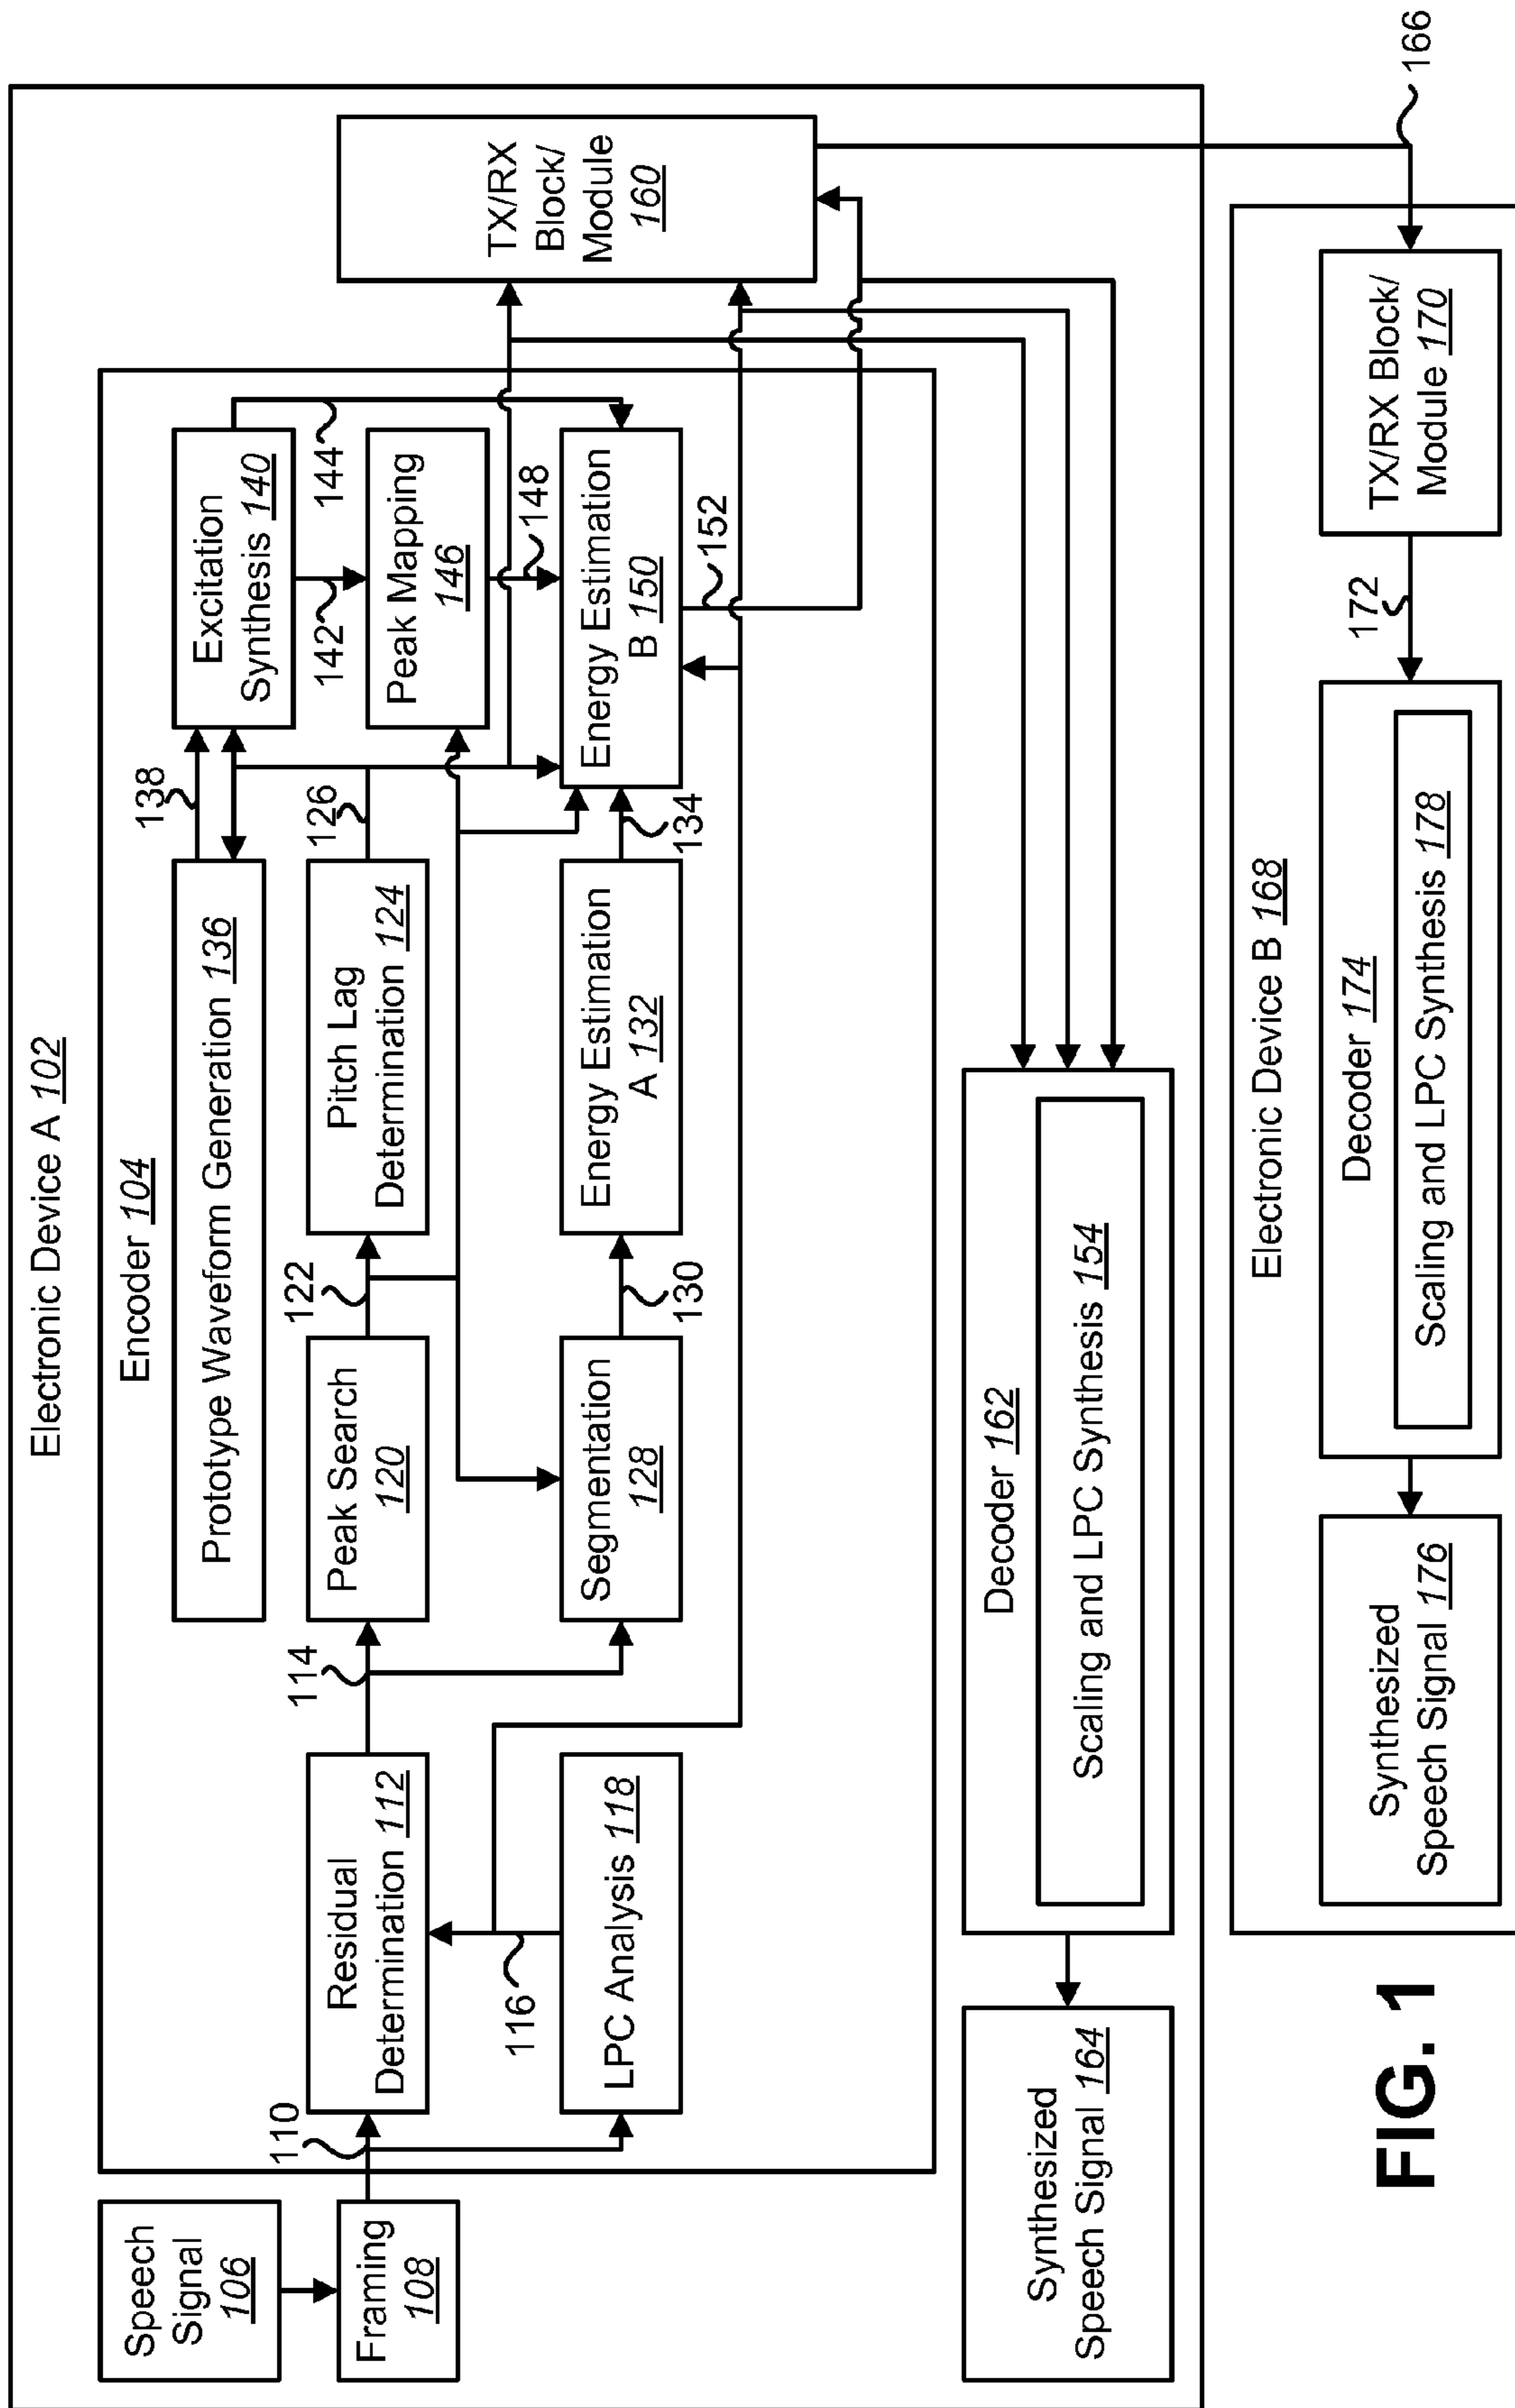 Electronic Device A 102
Speech
Signal
106
Framing
108
Encoder 104
110
Residual
Determination 112
LPC Analysis 118
116
114
Peak Search
120
Segmentation
128
122
130
Prototype Waveform Generation 136
Pitch Lag
Determination 124
Energy Estimation
A 132
138
126
134
Excitation
Synthesis 140
142
144
Peak Mapping
146
148
Energy Estimation
B 150
152
TX/RX
Block/
Module
160
Decoder 162
Scaling and LPC Synthesis 154
Synthesized
Speech Signal 164
166
Electronic Device B 168
TX/RX Block/
Module 170
172
Decoder 174
Scaling and LPC Synthesis 178
Synthesized
Speech Signal 176
FIG. 1